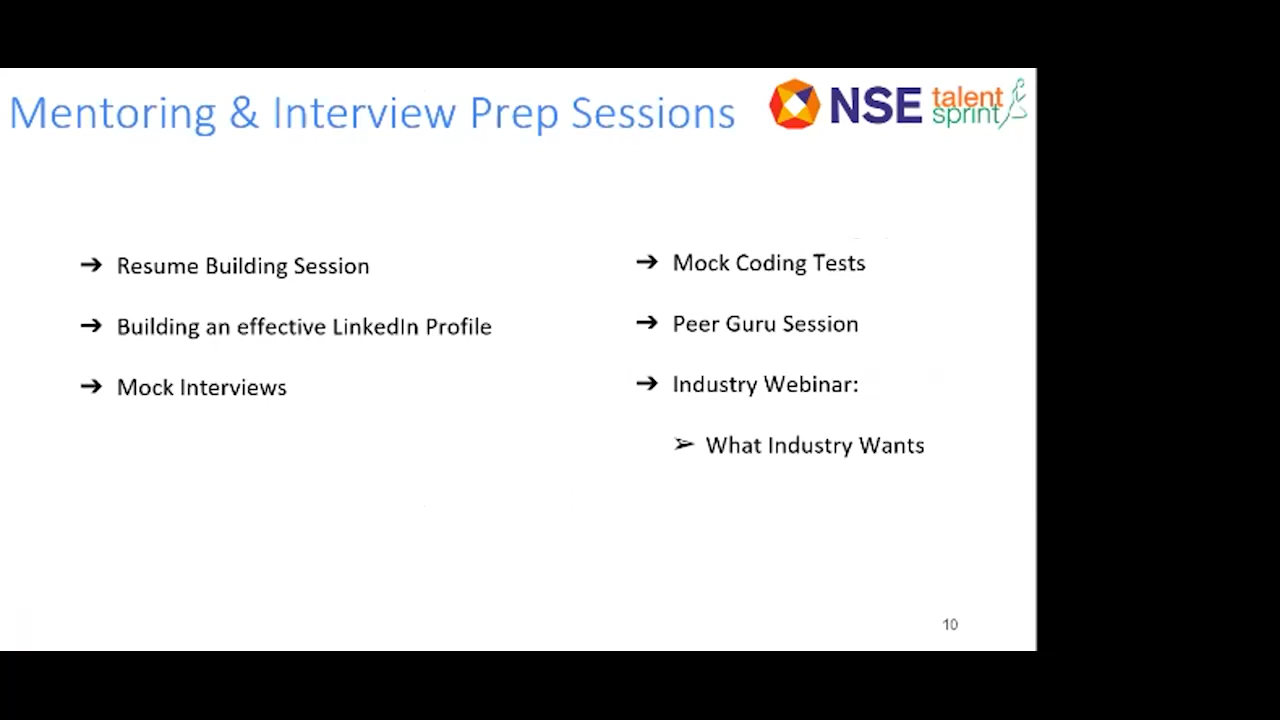 Mentoring & Interview Prep Sessions
NSE talent sprint
➔ Resume Building Session
➔ Building an effective LinkedIn Profile
➔ Mock Interviews
➔ Mock Coding Tests
➔ Peer Guru Session
➔ Industry Webinar:
➢ What Industry Wants
10